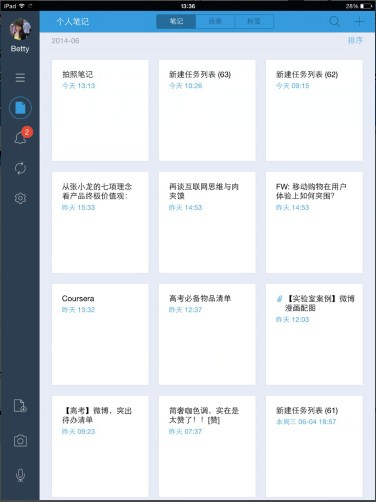 iPad 13:36 28%
个人笔记 笔记 目录 标签
Betty
2014-06 排序
2
拍照笔记
今天 13:13
新建任务列表 (63)
今天 10:26
新建任务列表 (62)
今天 09:15
从张小龙的七项理念
看产品终极价值观:
昨天 15:33
再谈互联网思维与肉
夹馍
昨天 14:53
FW: 移动购物在用户
体验上如何突围?
昨天 14:53
Coursera
昨天 13:32
高考必备物品清单
昨天 12:37
【实验室案例】微博
漫画配图
昨天 12:03
【高考】微博，突出
待办清单
昨天 09:23
简奢咖色调，实在是
太赞了！！[赞]
昨天 07:37
新建任务列表 (61)
本周三 06-04 18:57